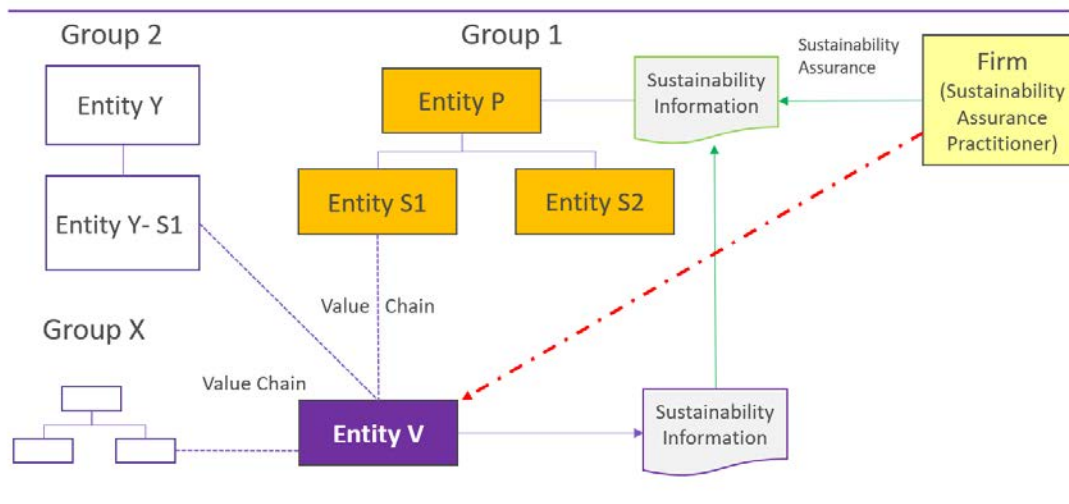 Group 2
Group 1
Entity Y
Entity P
Sustainability
Information
Sustainability
Assurance
Firm
(Sustainability
Assurance
Practitioner)
Entity Y- S1
Entity S1
Entity S2
Value Chain
Group X
Value Chain
Entity V
Sustainability
Information